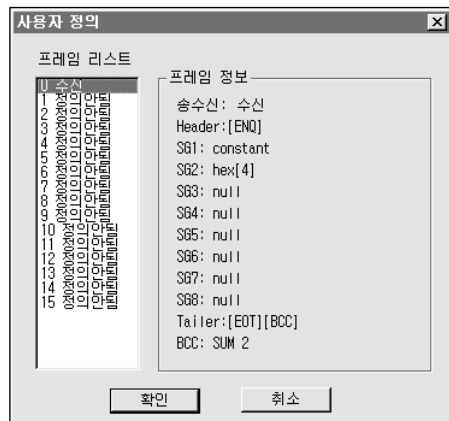 사용자 정의
프레임 리스트
0 수신
1 정의안됨
2 정의안됨
3 정의안됨
4 정의안됨
5 정의안됨
6 정의안됨
7 정의안됨
8 정의안됨
9 정의안됨
10 정의안됨
11 정의안됨
12 정의안됨
13 정의안됨
14 정의안됨
15 정의안됨
프레임 정보
송수신: 수신
Header:[ENQ]
SG1: constant
SG2: hex[4]
SG3: null
SG4: null
SG5: null
SG6: null
SG7: null
SG8: null
Tailer:[EOT][BCC]
BCC: SUM 2
확인
취소